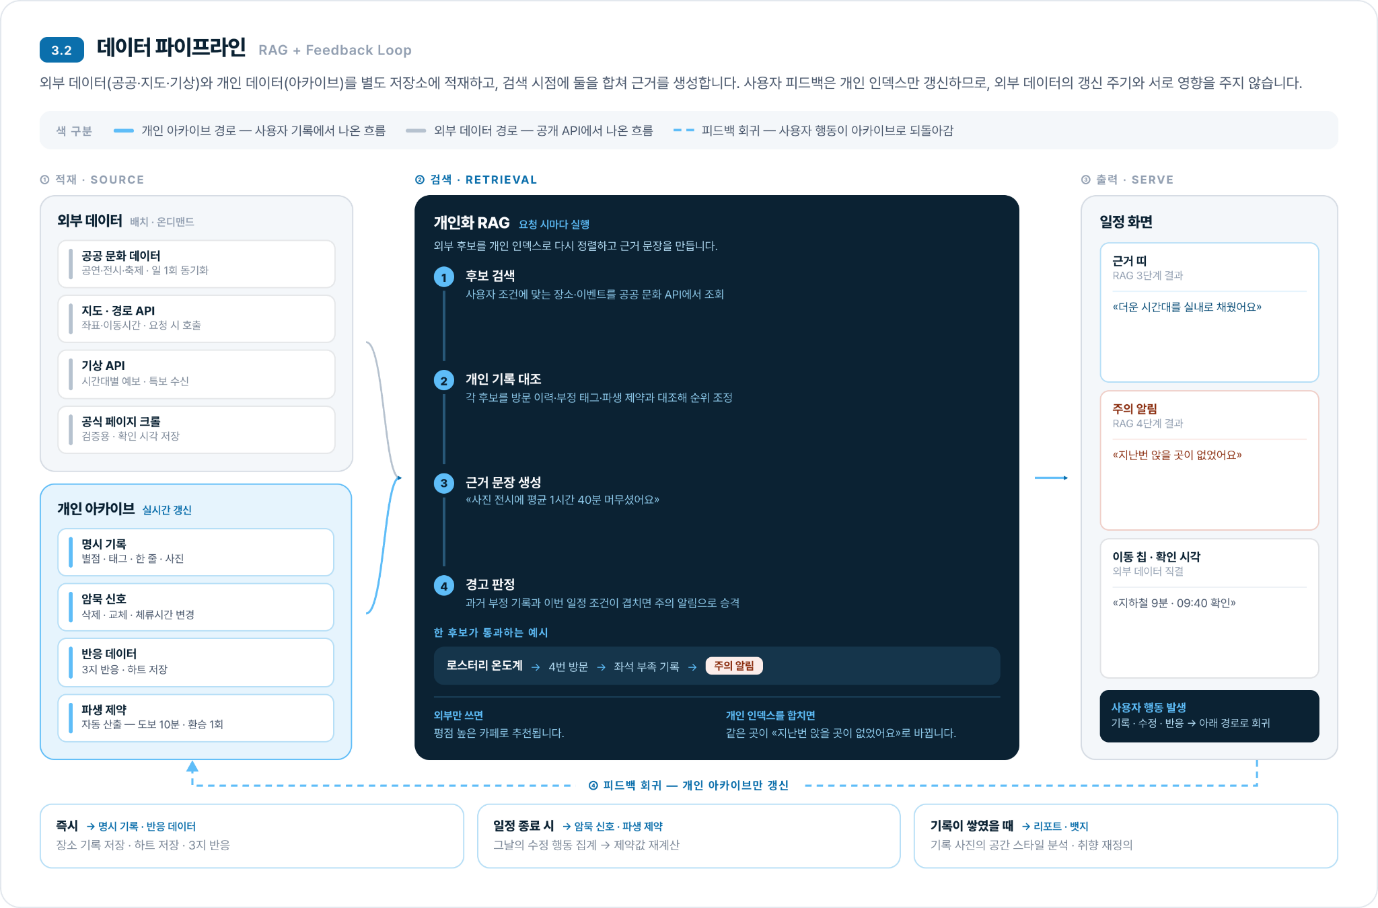 3.2 데이터 파이프라인 RAG + Feedback Loop
외부 데이터(공공·지도·기상)와 개인 데이터(아카이브)를 별도 저장소에 적재하고, 검색 시점에 둘을 합쳐 근거를 생성합니다. 사용자 피드백은 개인 인덱스만 갱신하므로, 외부 데이터의 갱신 주기와 서로 영향을 주지 않습니다.
색 구분 개인 아카이브 경로 — 사용자 기록에서 나온 흐름 외부 데이터 경로 — 공개 API에서 나온 흐름 피드백 회귀 — 사용자 행동이 아카이브로 되돌아감
① 적재 · SOURCE
외부 데이터 배치 · 온디맨드
공공 문화 데이터
공연·전시·축제 · 일 1회 동기화
지도 · 경로 API
좌표·이동시간 · 요청 시 호출
기상 API
시간대별 예보 · 특보 수신
공식 페이지 크롤
검증용 · 확인 시각 저장
개인 아카이브 실시간 갱신
명시 기록
별점 · 태그 · 한 줄 · 사진
암묵 신호
삭제 · 교체 · 체류시간 변경
반응 데이터
3지 반응 · 하트 저장
파생 제약
자동 산출 — 도보 10분 · 환승 1회
② 검색 · RETRIEVAL
개인화 RAG 요청 시마다 실행
외부 후보를 개인 인덱스로 다시 정렬하고 근거 문장을 만듭니다.
1 후보 검색
사용자 조건에 맞는 장소·이벤트를 공공 문화 API에서 조회
2 개인 기록 대조
각 후보를 방문 이력·부정 태그·파생 제약과 대조해 순위 조정
3 근거 문장 생성
«사진 전시에 평균 1시간 40분 머무셨어요»
4 경고 판정
과거 부정 기록과 이번 일정 조건이 겹치면 주의 알림으로 승격
한 후보가 통과하는 예시
로스터리 온도계 → 4번 방문 → 좌석 부족 기록 → 주의 알림
외부만 쓰면
평점 높은 카페로 추천됩니다.
개인 인덱스를 합치면
같은 곳이 «지난번 앉을 곳이 없었어요»로 바뀝니다.
③ 출력 · SERVE
일정 화면
근거 띠
RAG 3단계 결과
«더운 시간대를 실내로 채웠어요»
주의 알림
RAG 4단계 결과
«지난번 앉을 곳이 없었어요»
이동 칩 · 확인 시각
외부 데이터 직결
«지하철 9분 · 09:40 확인»
사용자 행동 발생
기록 · 수정 · 반응 → 아래 경로로 회귀
④ 피드백 회귀 — 개인 아카이브만 갱신
즉시 → 명시 기록 · 반응 데이터
장소 기록 저장 · 하트 저장 · 3지 반응
일정 종료 시 → 암묵 신호 · 파생 제약
그날의 수정 행동 집계 → 제약값 재계산
기록이 쌓였을 때 → 리포트 · 뱃지
기록 사진의 공간 스타일 분석 · 취향 재정의